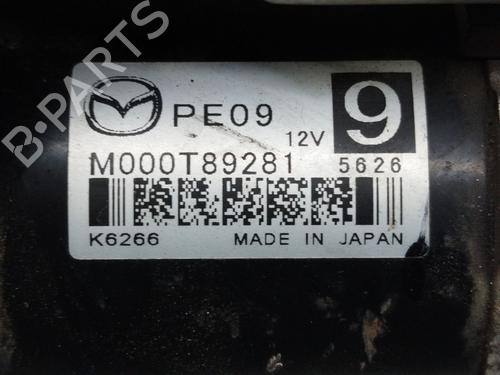 B-PARTS
PE09
12V
9
M000T89281
5626
K6266
MADE IN JAPAN